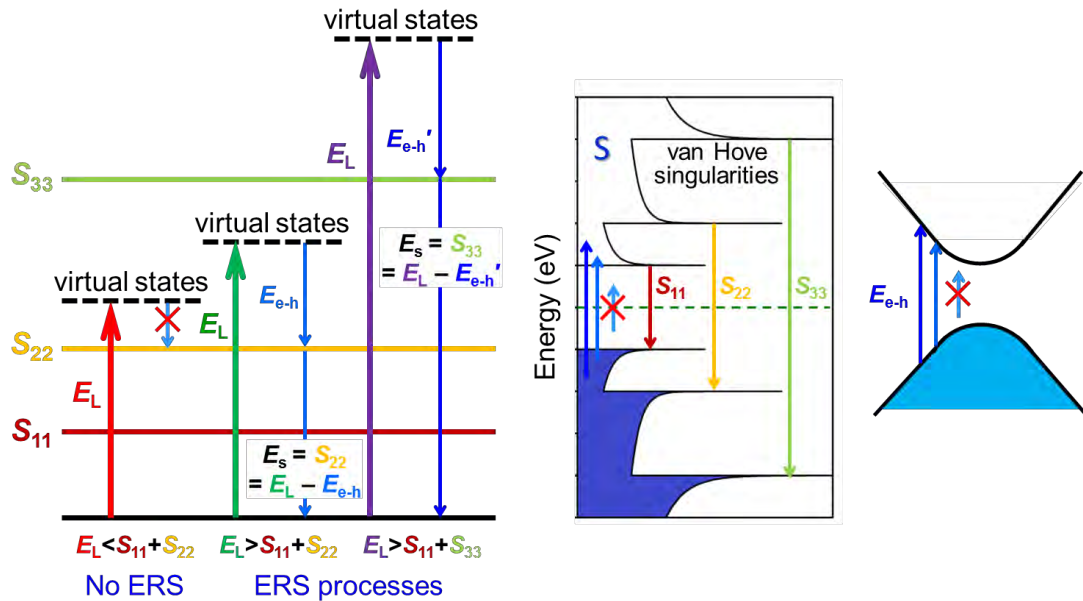 virtual states
E_e-h′
E_L
S_33
virtual states
E_s = S_33
= E_L − E_e-h′
virtual states
E_e-h
E_L
S_22
E_L
S_11
E_s = S_22
= E_L − E_e-h
E_L<S_11+S_22 E_L>S_11+S_22 E_L>S_11+S_33
No ERS ERS processes
Energy (eV)
S
van Hove
singularities
S_11 S_22 S_33
E_e-h